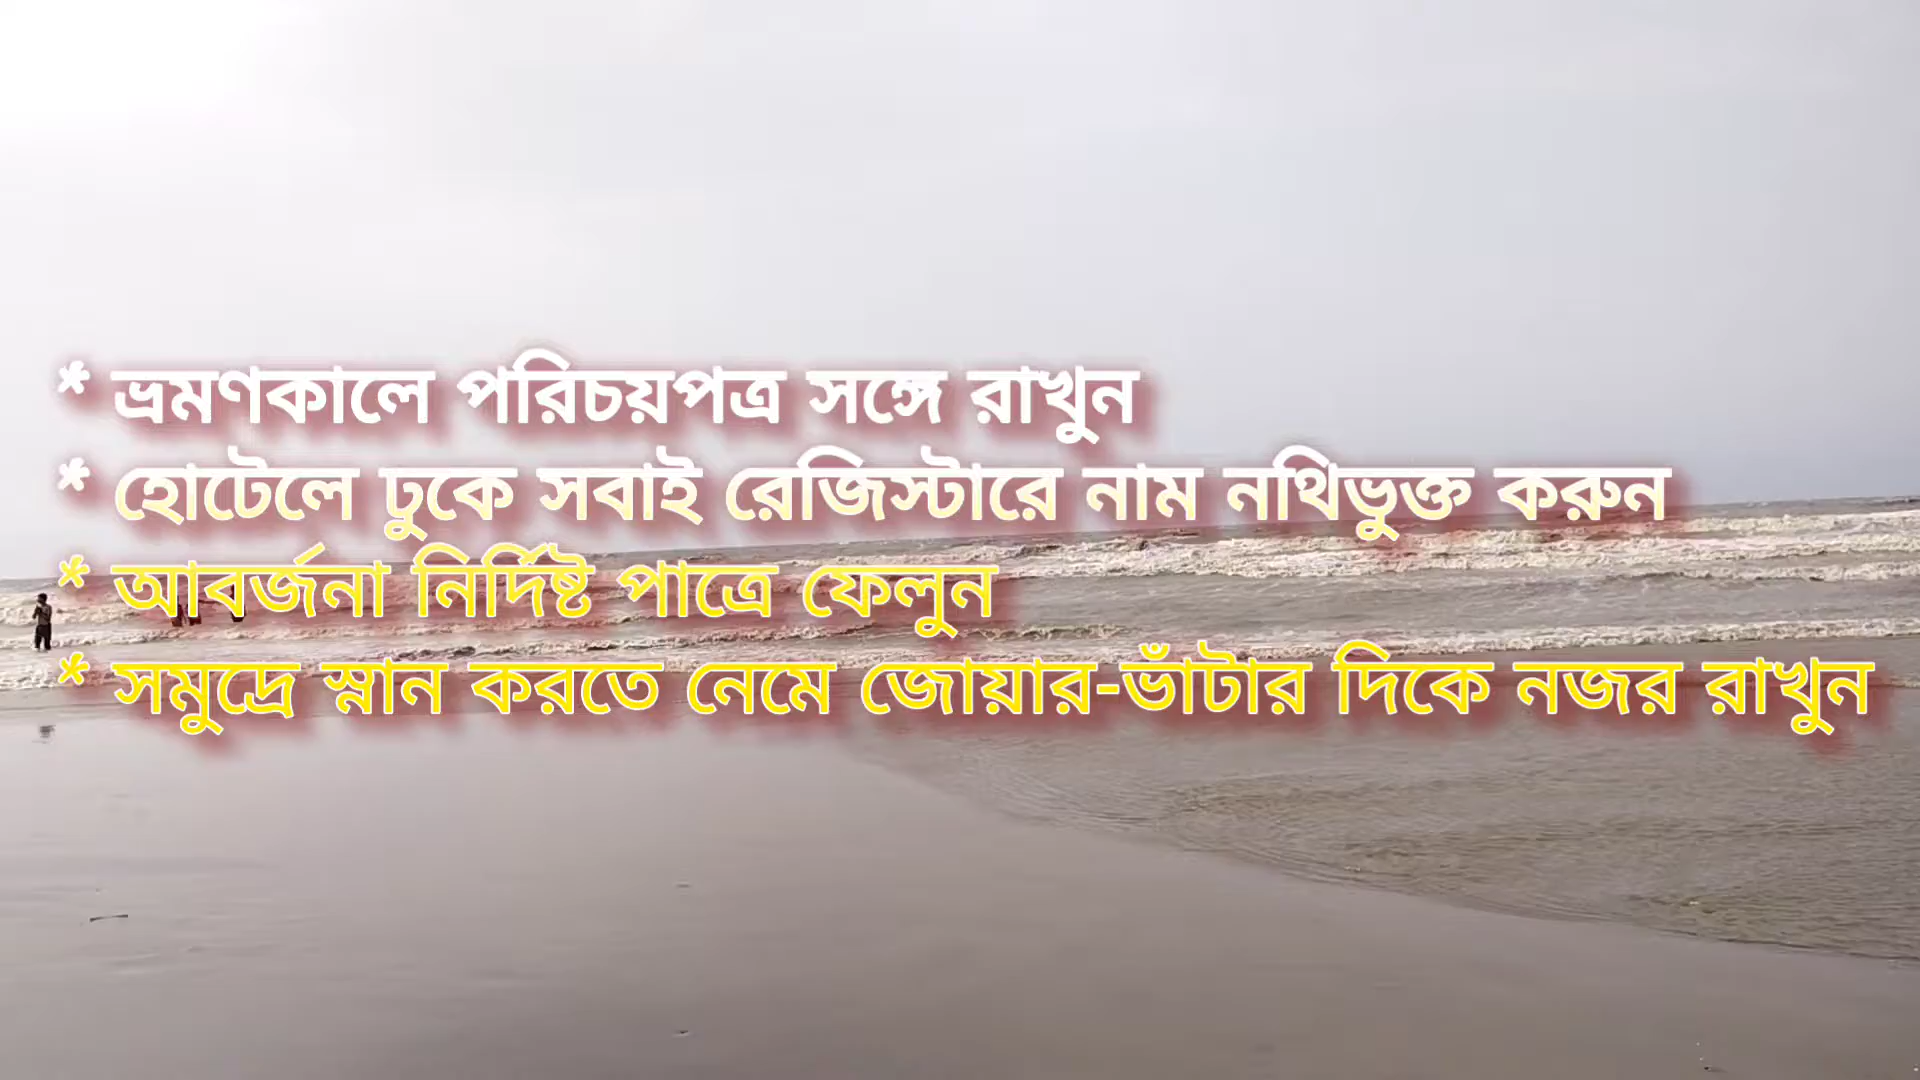 * ভ্রমণকালে পরিচয়পত্র সঙ্গে রাখুন
* হোটেলে ঢুকে সবাই রেজিস্টারে নাম নথিভুক্ত করুন
* আবর্জনা নির্দিষ্ট পাত্রে ফেলুন
* সমুদ্রে স্নান করতে নেমে জোয়ার-ভাঁটার দিকে নজর রাখুন